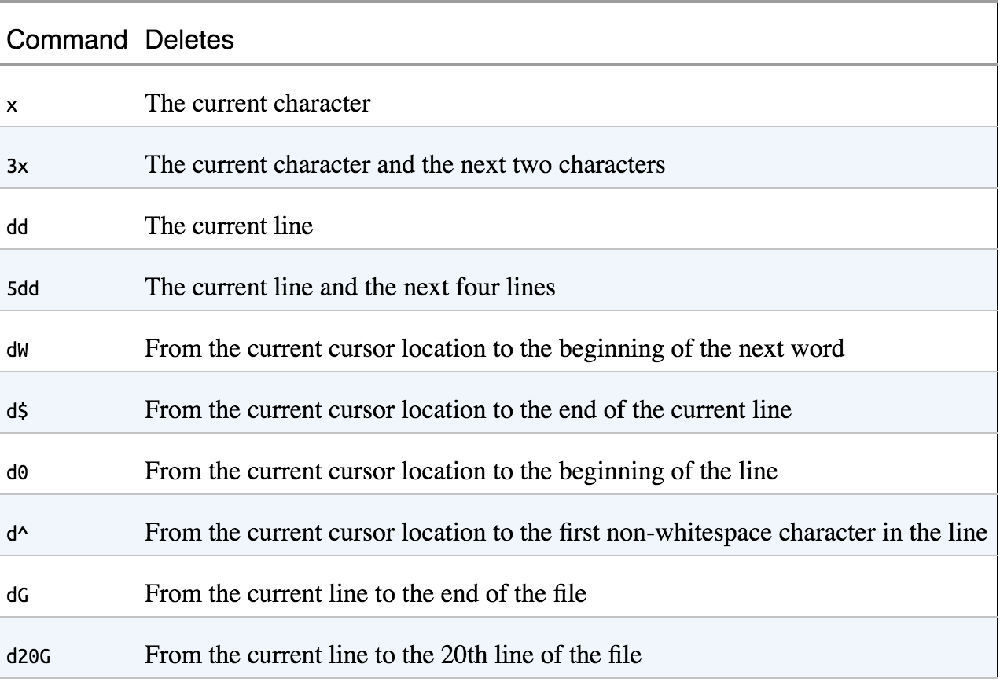 Command Deletes
x The current character
3x The current character and the next two characters
dd The current line
5dd The current line and the next four lines
dW From the current cursor location to the beginning of the next word
d$ From the current cursor location to the end of the current line
d0 From the current cursor location to the beginning of the line
d^ From the current cursor location to the first non-whitespace character in the line
dG From the current line to the end of the file
d20G From the current line to the 20th line of the file